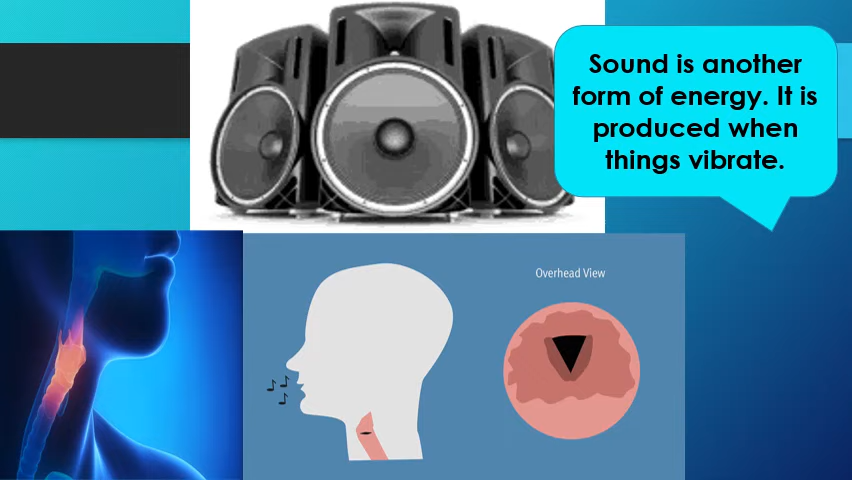 Sound is another
form of energy. It is
produced when
things vibrate.
Overhead View